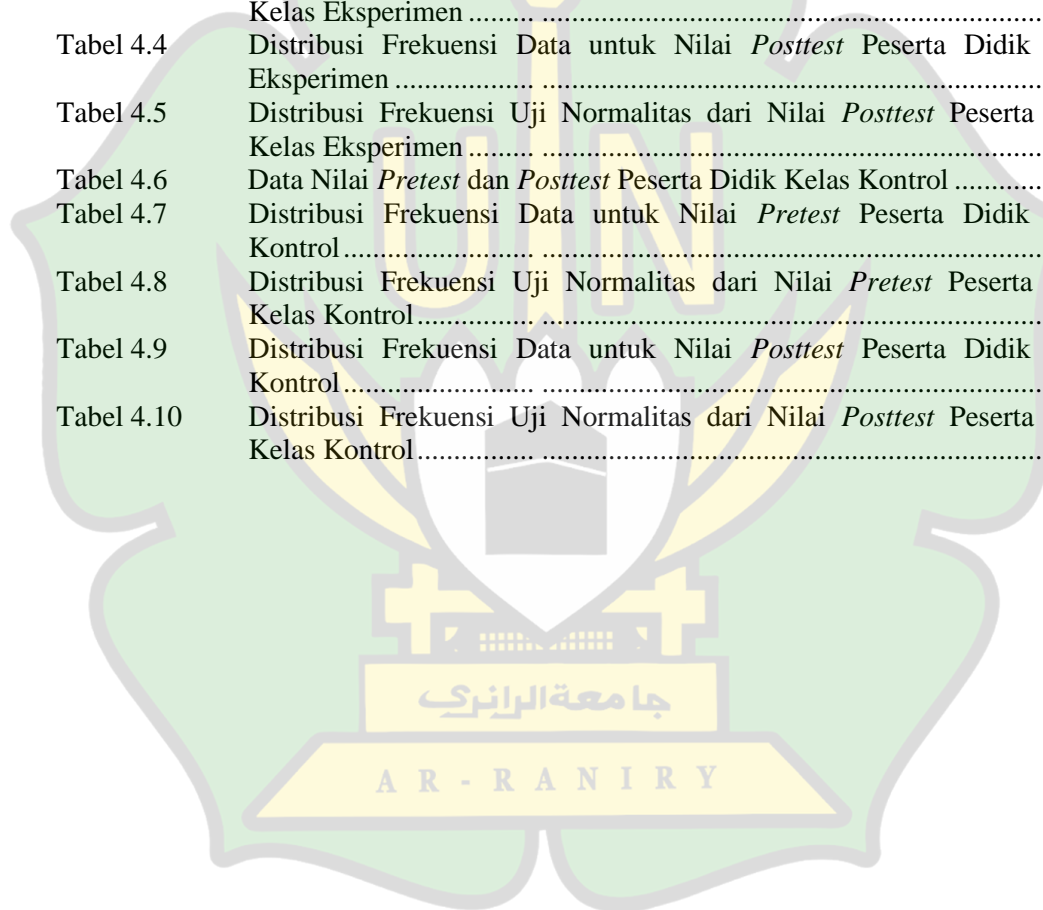 Kelas Eksperimen ......... ..........................................................................
Tabel 4.4 Distribusi Frekuensi Data untuk Nilai Posttest Peserta Didik
Eksperimen ...................... ..........................................................................
Tabel 4.5 Distribusi Frekuensi Uji Normalitas dari Nilai Posttest Peserta
Kelas Eksperimen ......... ..........................................................................
Tabel 4.6 Data Nilai Pretest dan Posttest Peserta Didik Kelas Kontrol .............
Tabel 4.7 Distribusi Frekuensi Data untuk Nilai Pretest Peserta Didik
Kontrol .............................. ..........................................................................
Tabel 4.8 Distribusi Frekuensi Uji Normalitas dari Nilai Pretest Peserta
Kelas Kontrol ................. ..........................................................................
Tabel 4.9 Distribusi Frekuensi Data untuk Nilai Posttest Peserta Didik
Kontrol .............................. ..........................................................................
Tabel 4.10 Distribusi Frekuensi Uji Normalitas dari Nilai Posttest Peserta
Kelas Kontrol ................. ..........................................................................
UIN
جامعةالرانري
AR-RANIRY